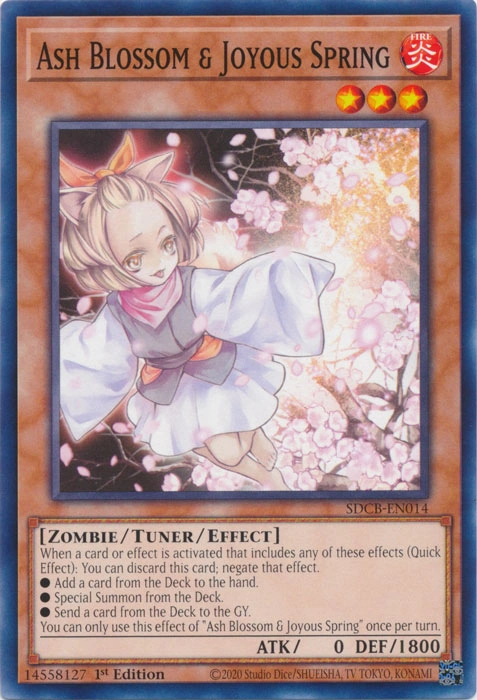 ASH BLOSSOM & JOYOUS SPRING
FIRE
炎
SDCB-EN014
[ZOMBIE/TUNER/EFFECT]
When a card or effect is activated that includes any of these effects (Quick
Effect): You can discard this card; negate that effect.
● Add a card from the Deck to the hand.
● Special Summon from the Deck.
● Send a card from the Deck to the GY.
You can only use this effect of "Ash Blossom & Joyous Spring" once per turn.
ATK/ 0 DEF/1800
14558127 1st Edition ©2020 Studio Dice/SHUEISHA, TV TOKYO, KONAMI